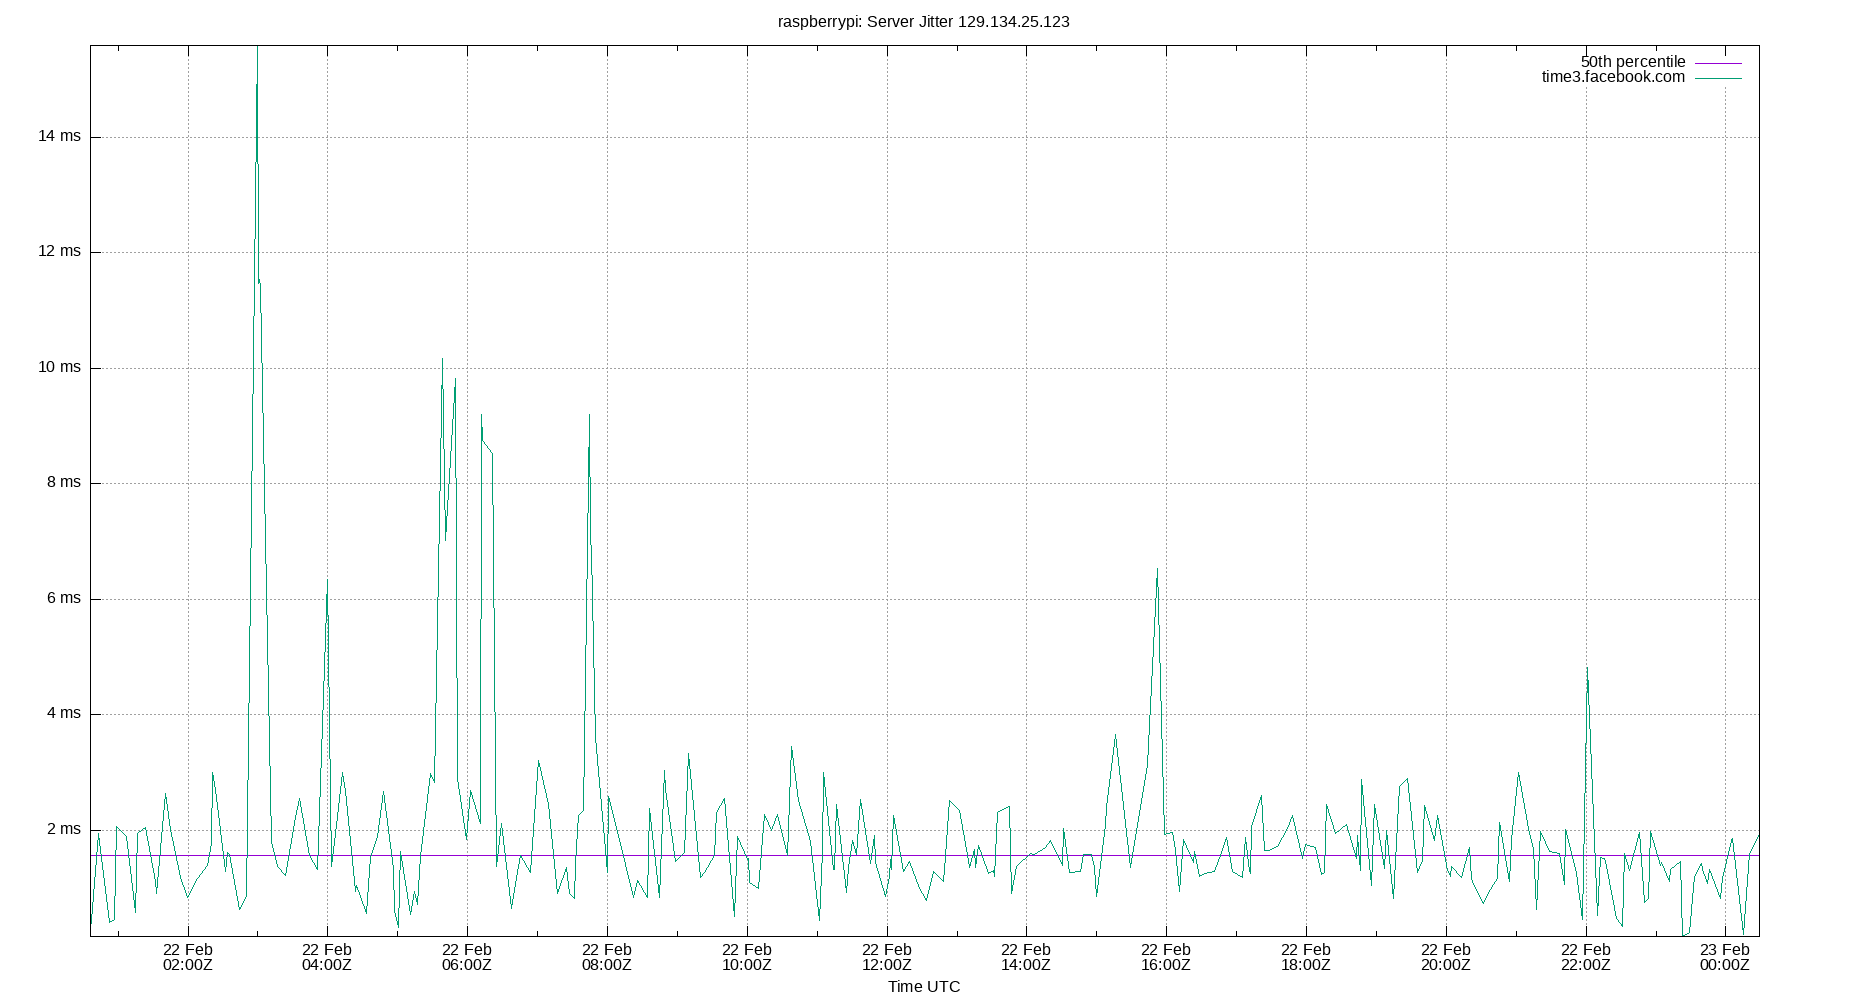 raspberrypi: Server Jitter 129.134.25.123
50th percentile
time3.facebook.com
14 ms
12 ms
10 ms
8 ms
6 ms
4 ms
2 ms
22 Feb 22 Feb 22 Feb 22 Feb 22 Feb 22 Feb 22 Feb 22 Feb 22 Feb 22 Feb 22 Feb 23 Feb
02:00Z 04:00Z 06:00Z 08:00Z 10:00Z 12:00Z 14:00Z 16:00Z 18:00Z 20:00Z 22:00Z 00:00Z
Time UTC